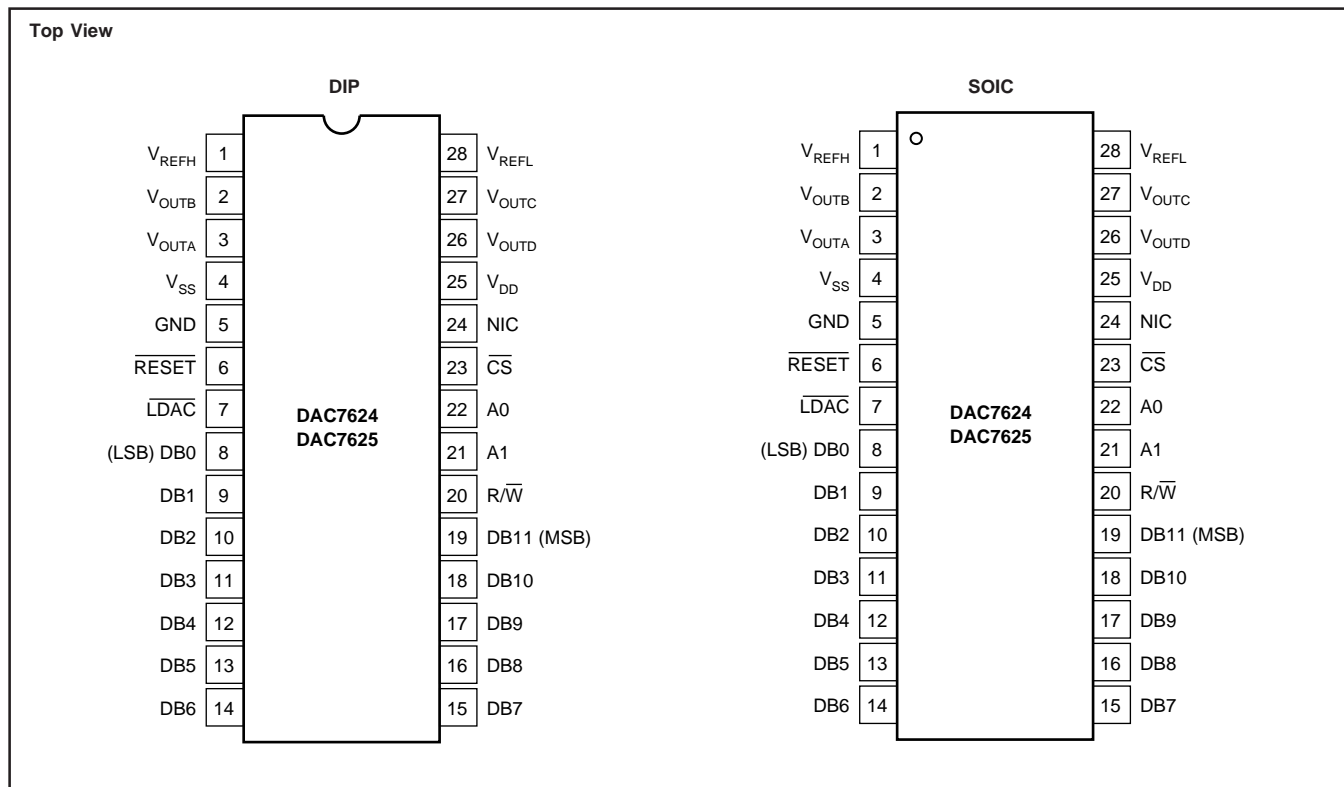 Top View
DIP
VREFH 1 28 VREFL
VOUTB 2 27 VOUTC
VOUTA 3 26 VOUTD
VSS 4 25 VDD
GND 5 24 NIC
R̅E̅S̅E̅T̅ 6 23 C̅S̅
L̅D̅A̅C̅ 7 22 A0
DAC7624
DAC7625
(LSB) DB0 8 21 A1
DB1 9 20 R/W̅
DB2 10 19 DB11 (MSB)
DB3 11 18 DB10
DB4 12 17 DB9
DB5 13 16 DB8
DB6 14 15 DB7
SOIC
VREFH 1 28 VREFL
VOUTB 2 27 VOUTC
VOUTA 3 26 VOUTD
VSS 4 25 VDD
GND 5 24 NIC
R̅E̅S̅E̅T̅ 6 23 C̅S̅
L̅D̅A̅C̅ 7 22 A0
DAC7624
DAC7625
(LSB) DB0 8 21 A1
DB1 9 20 R/W̅
DB2 10 19 DB11 (MSB)
DB3 11 18 DB10
DB4 12 17 DB9
DB5 13 16 DB8
DB6 14 15 DB7